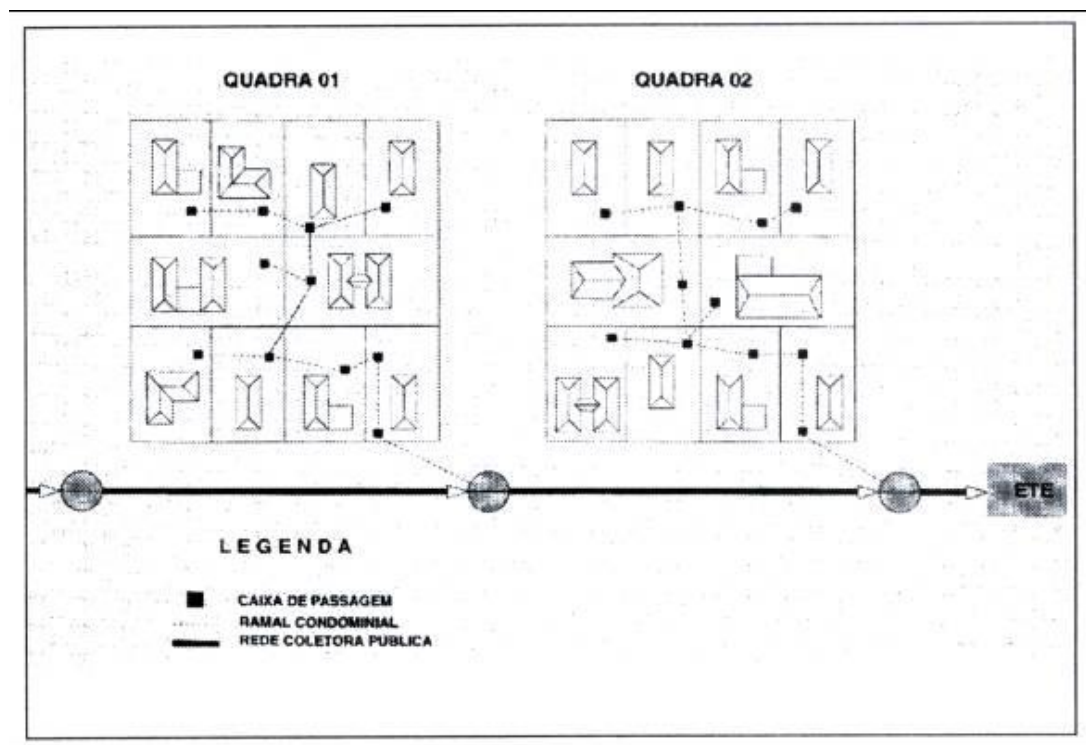 QUADRA 01
QUADRA 02
ETE
LEGENDA
CAIXA DE PASSAGEM
RAMAL CONDOMINIAL
REDE COLETORA PUBLICA